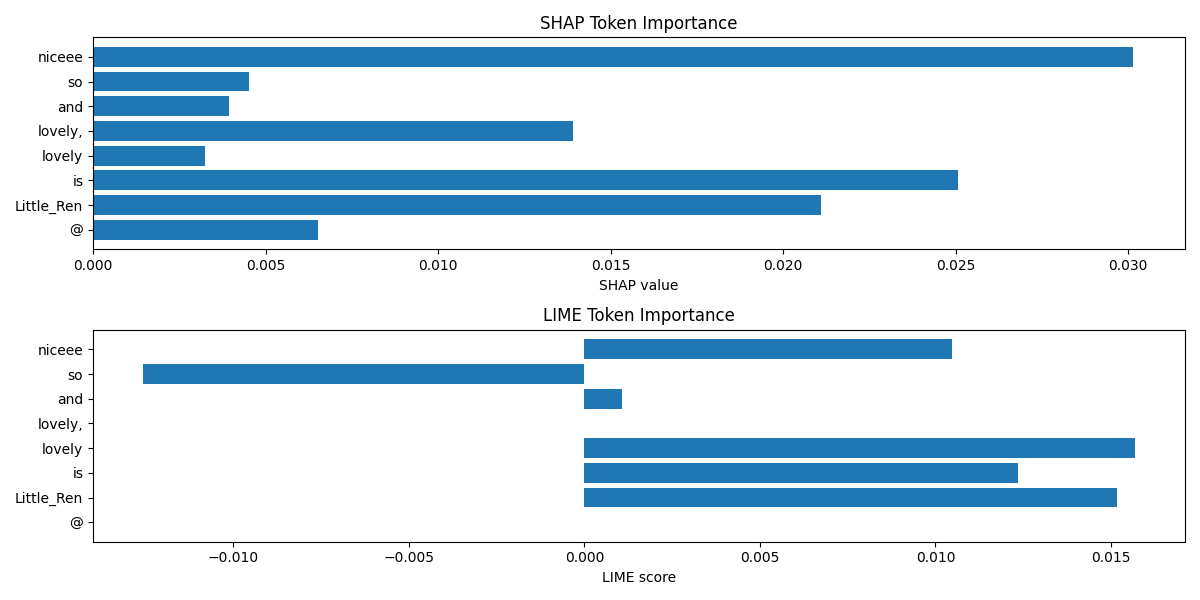 SHAP Token Importance
niceee
so
and
lovely,
lovely
is
Little_Ren
@
0.000 0.005 0.010 0.015 0.020 0.025 0.030
SHAP value
LIME Token Importance
niceee
so
and
lovely,
lovely
is
Little_Ren
@
−0.010 −0.005 0.000 0.005 0.010 0.015
LIME score